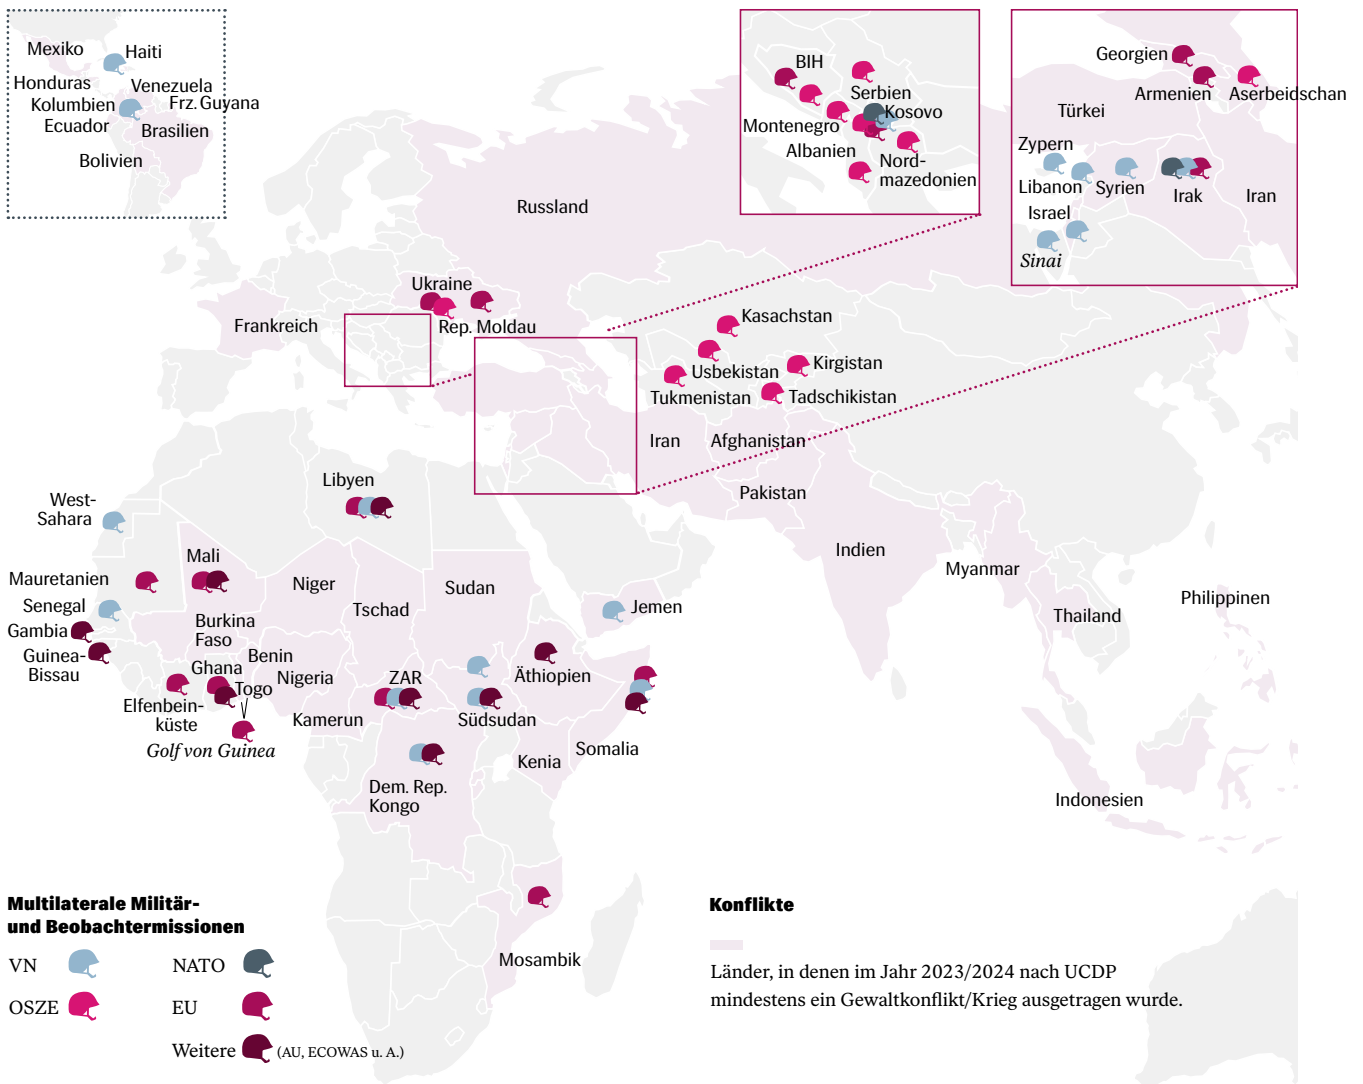 Mexiko
Haiti
Honduras
Venezuela
Kolumbien
Frz. Guyana
Ecuador
Brasilien
Bolivien
BIH
Serbien
Kosovo
Montenegro
Albanien
Nord-
mazedonien
Georgien
Armenien
Aserbeidschan
Türkei
Zypern
Libanon
Syrien
Irak
Iran
Israel
Sinai
Russland
Ukraine
Rep. Moldau
Frankreich
Kasachstan
Usbekistan
Kirgistan
Tukmenistan
Tadschikistan
Iran
Afghanistan
Pakistan
Indien
Myanmar
Thailand
Philippinen
Indonesien
Libyen
West-
Sahara
Mali
Mauretanien
Niger
Sudan
Tschad
Jemen
Senegal
Gambia
Burkina
Faso
Guinea-
Bissau
Ghana
Benin
Togo
Nigeria
ZAR
Äthiopien
Elfenbein-
küste
Kamerun
Südsudan
Golf von Guinea
Somalia
Kenia
Dem. Rep.
Kongo
Mosambik
Multilaterale Militär-
und Beobachtermissionen
VN
NATO
OSZE
EU
Weitere (AU, ECOWAS u. A.)
Konflikte
Länder, in denen im Jahr 2023/2024 nach UCDP
mindestens ein Gewaltkonflikt/Krieg ausgetragen wurde.